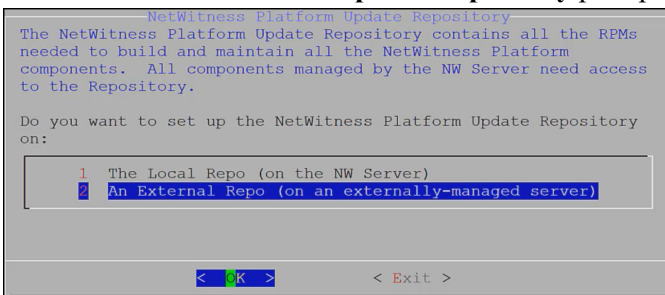 NetWitness Platform Update Repository
The NetWitness Platform Update Repository contains all the RPMs
needed to build and maintain all the NetWitness Platform
components.  All components managed by the NW Server need access
to the Repository.
Do you want to set up the NetWitness Platform Update Repository
on:
1  The Local Repo (on the NW Server)
2  An External Repo (on an externally-managed server)
<  OK  >    < Exit >